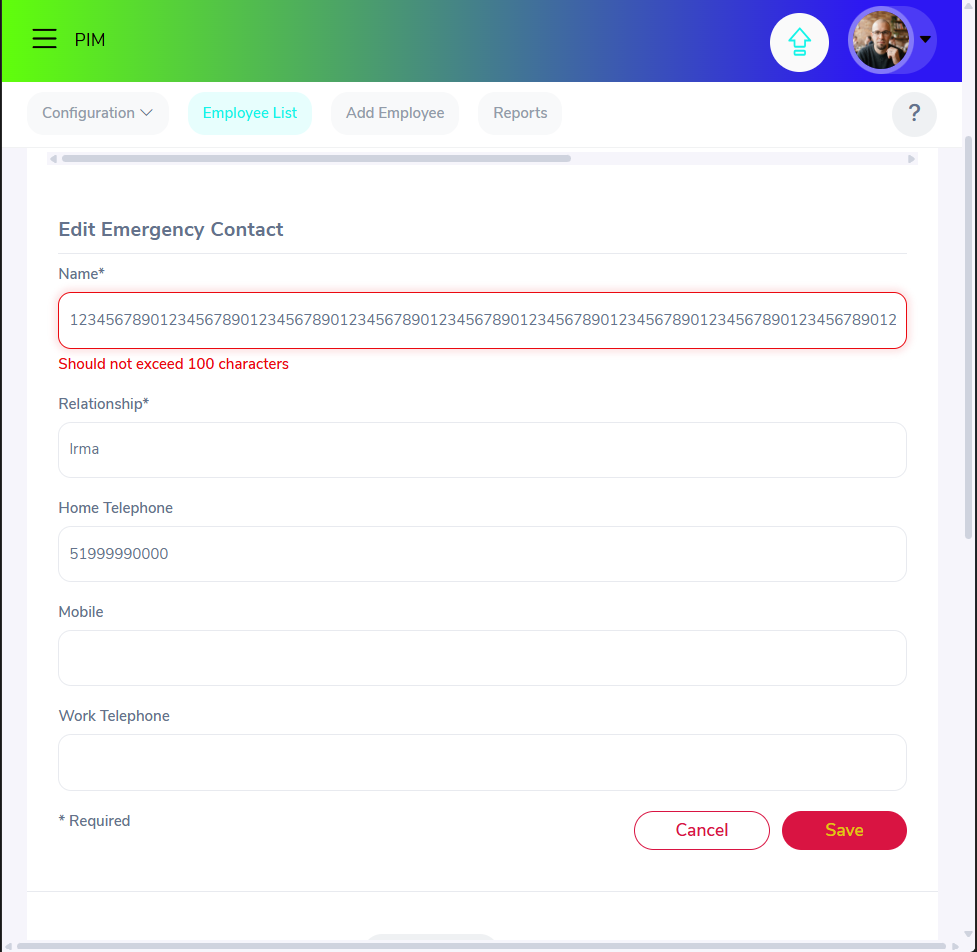 PIM
Configuration
Employee List
Add Employee
Reports
?
Edit Emergency Contact
Name*
12345678901234567890123456789012345678901234567890123456789012345678901234567890123456789012
Should not exceed 100 characters
Relationship*
Irma
Home Telephone
51999990000
Mobile
Work Telephone
* Required
Cancel
Save